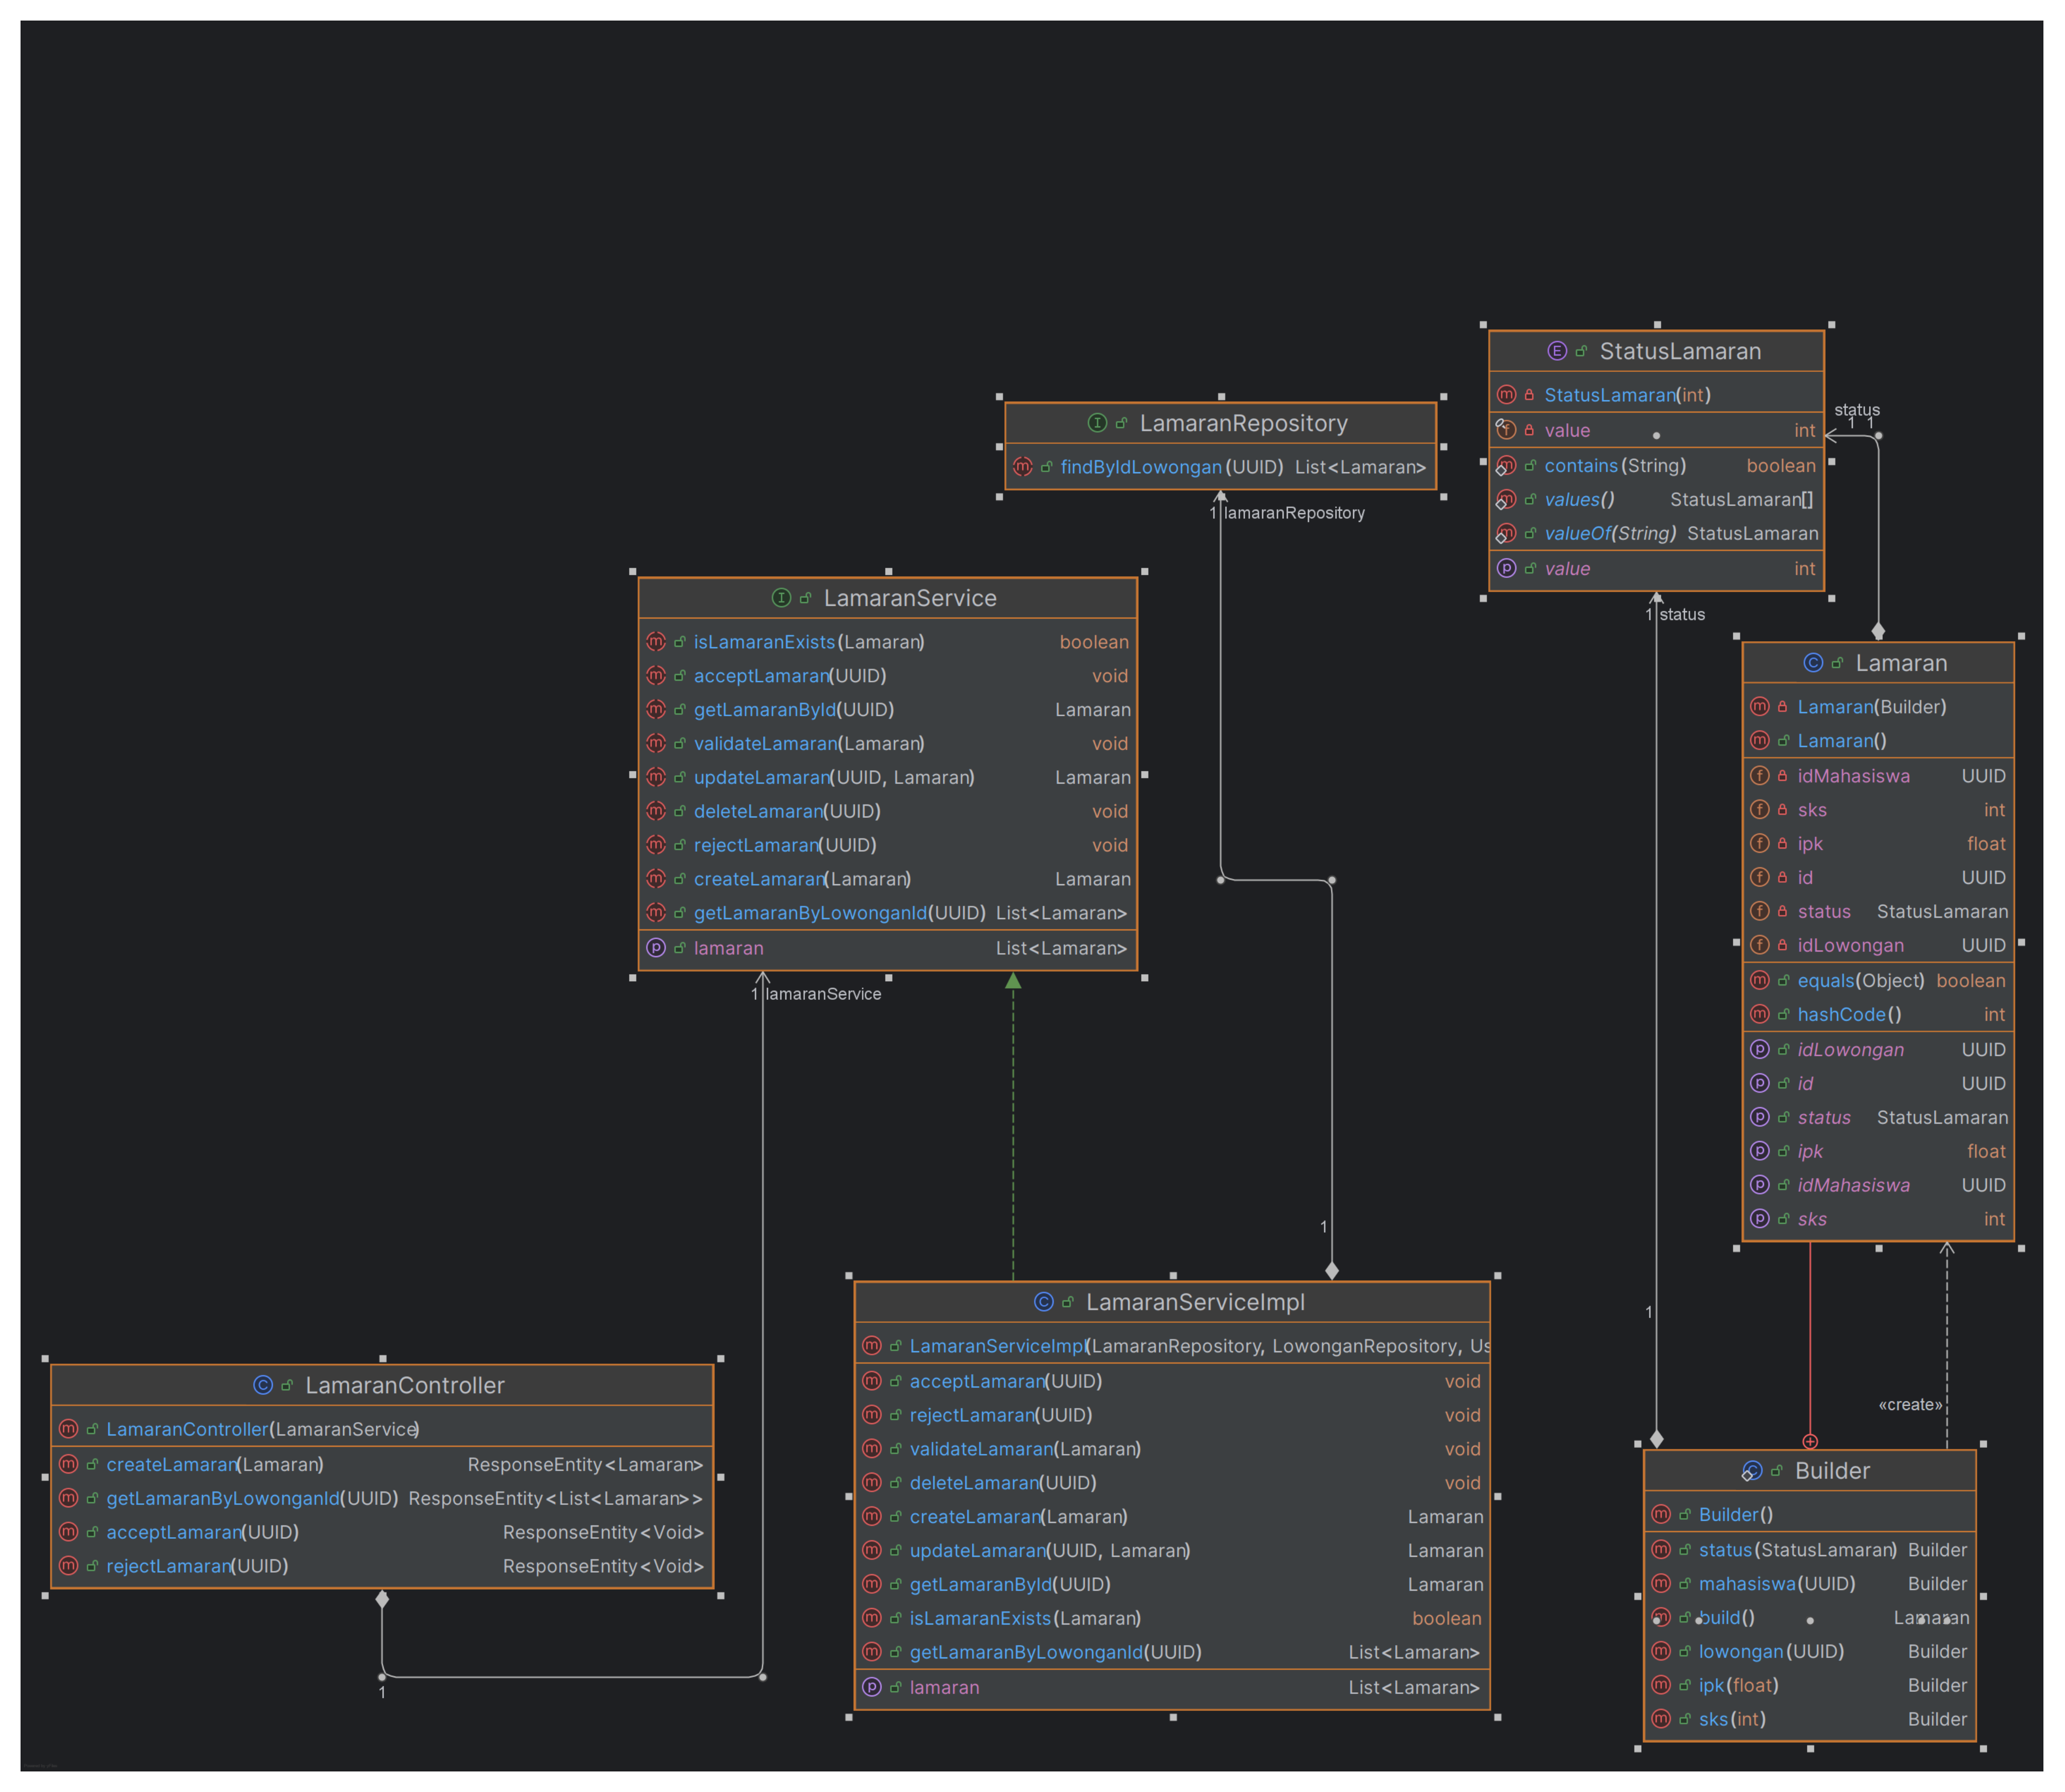 StatusLamaran
StatusLamaran(int)
value int
contains(String) boolean
values() StatusLamaran[]
valueOf(String) StatusLamaran
value int
status
1 1
1 status
LamaranRepository
findByIdLowongan(UUID) List<Lamaran>
1 lamaranRepository
LamaranService
isLamaranExists(Lamaran) boolean
acceptLamaran(UUID) void
getLamaranById(UUID) Lamaran
validateLamaran(Lamaran) void
updateLamaran(UUID, Lamaran) Lamaran
deleteLamaran(UUID) void
rejectLamaran(UUID) void
createLamaran(Lamaran) Lamaran
getLamaranByLowonganId(UUID) List<Lamaran>
lamaran List<Lamaran>
1 lamaranService
Lamaran
Lamaran(Builder)
Lamaran()
idMahasiswa UUID
sks int
ipk float
id UUID
status StatusLamaran
idLowongan UUID
equals(Object) boolean
hashCode() int
idLowongan UUID
id UUID
status StatusLamaran
ipk float
idMahasiswa UUID
sks int
1
1
«create»
LamaranController
LamaranController(LamaranService)
createLamaran(Lamaran) ResponseEntity<Lamaran>
getLamaranByLowonganId(UUID) ResponseEntity<List<Lamaran>>
acceptLamaran(UUID) ResponseEntity<Void>
rejectLamaran(UUID) ResponseEntity<Void>
1
LamaranServiceImpl
LamaranServiceImpl(LamaranRepository, LowonganRepository, Us
acceptLamaran(UUID) void
rejectLamaran(UUID) void
validateLamaran(Lamaran) void
deleteLamaran(UUID) void
createLamaran(Lamaran) Lamaran
updateLamaran(UUID, Lamaran) Lamaran
getLamaranById(UUID) Lamaran
isLamaranExists(Lamaran) boolean
getLamaranByLowonganId(UUID) List<Lamaran>
lamaran List<Lamaran>
Builder
Builder()
status(StatusLamaran) Builder
mahasiswa(UUID) Builder
build() Lamaran
lowongan(UUID) Builder
ipk(float) Builder
sks(int) Builder